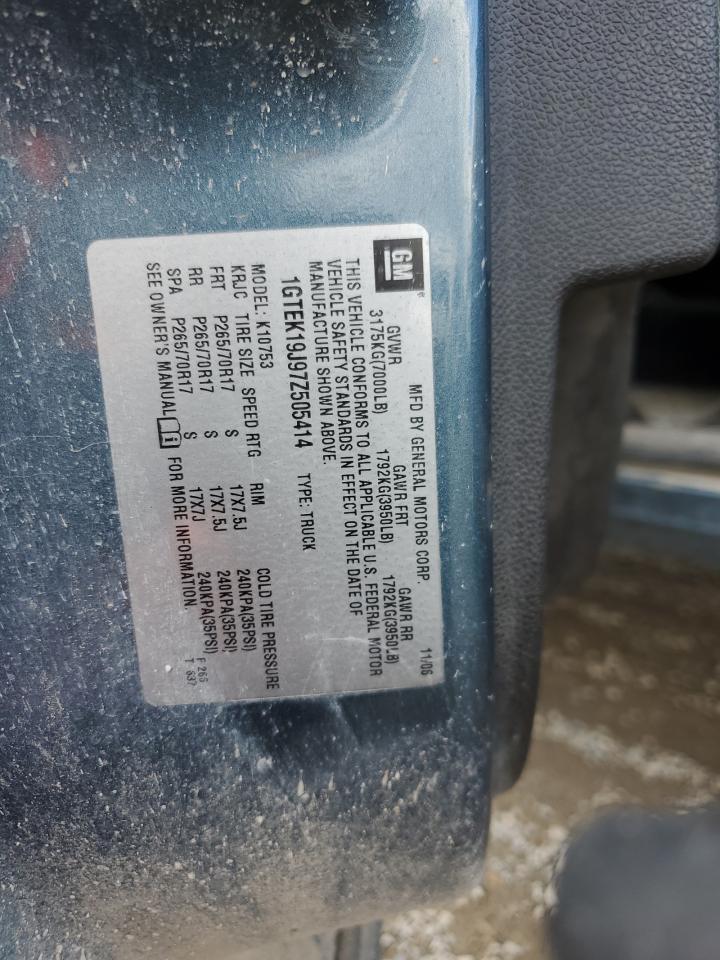 GM®
MFD BY GENERAL MOTORS CORP. 11/06
GVWR GAWR FRT GAWR RR
3175KG(7000LB) 1792KG(3950LB) 1792KG(3950LB)
THIS VEHICLE CONFORMS TO ALL APPLICABLE U.S. FEDERAL MOTOR
VEHICLE SAFETY STANDARDS IN EFFECT ON THE DATE OF
MANUFACTURE SHOWN ABOVE.
1GTEK19J97Z505414 TYPE: TRUCK
MODEL: K10753 RIM COLD TIRE PRESSURE
KRJC TIRE SIZE SPEED RTG 17X7.5J 240KPA(35PSI)
FRT P265/70R17 S 17X7.5J 240KPA(35PSI)
RR P265/70R17 S 17X7J 240KPA(35PSI)
SPA P265/70R17 S
SEE OWNER'S MANUAL FOR MORE INFORMATION.
F 265
T 637